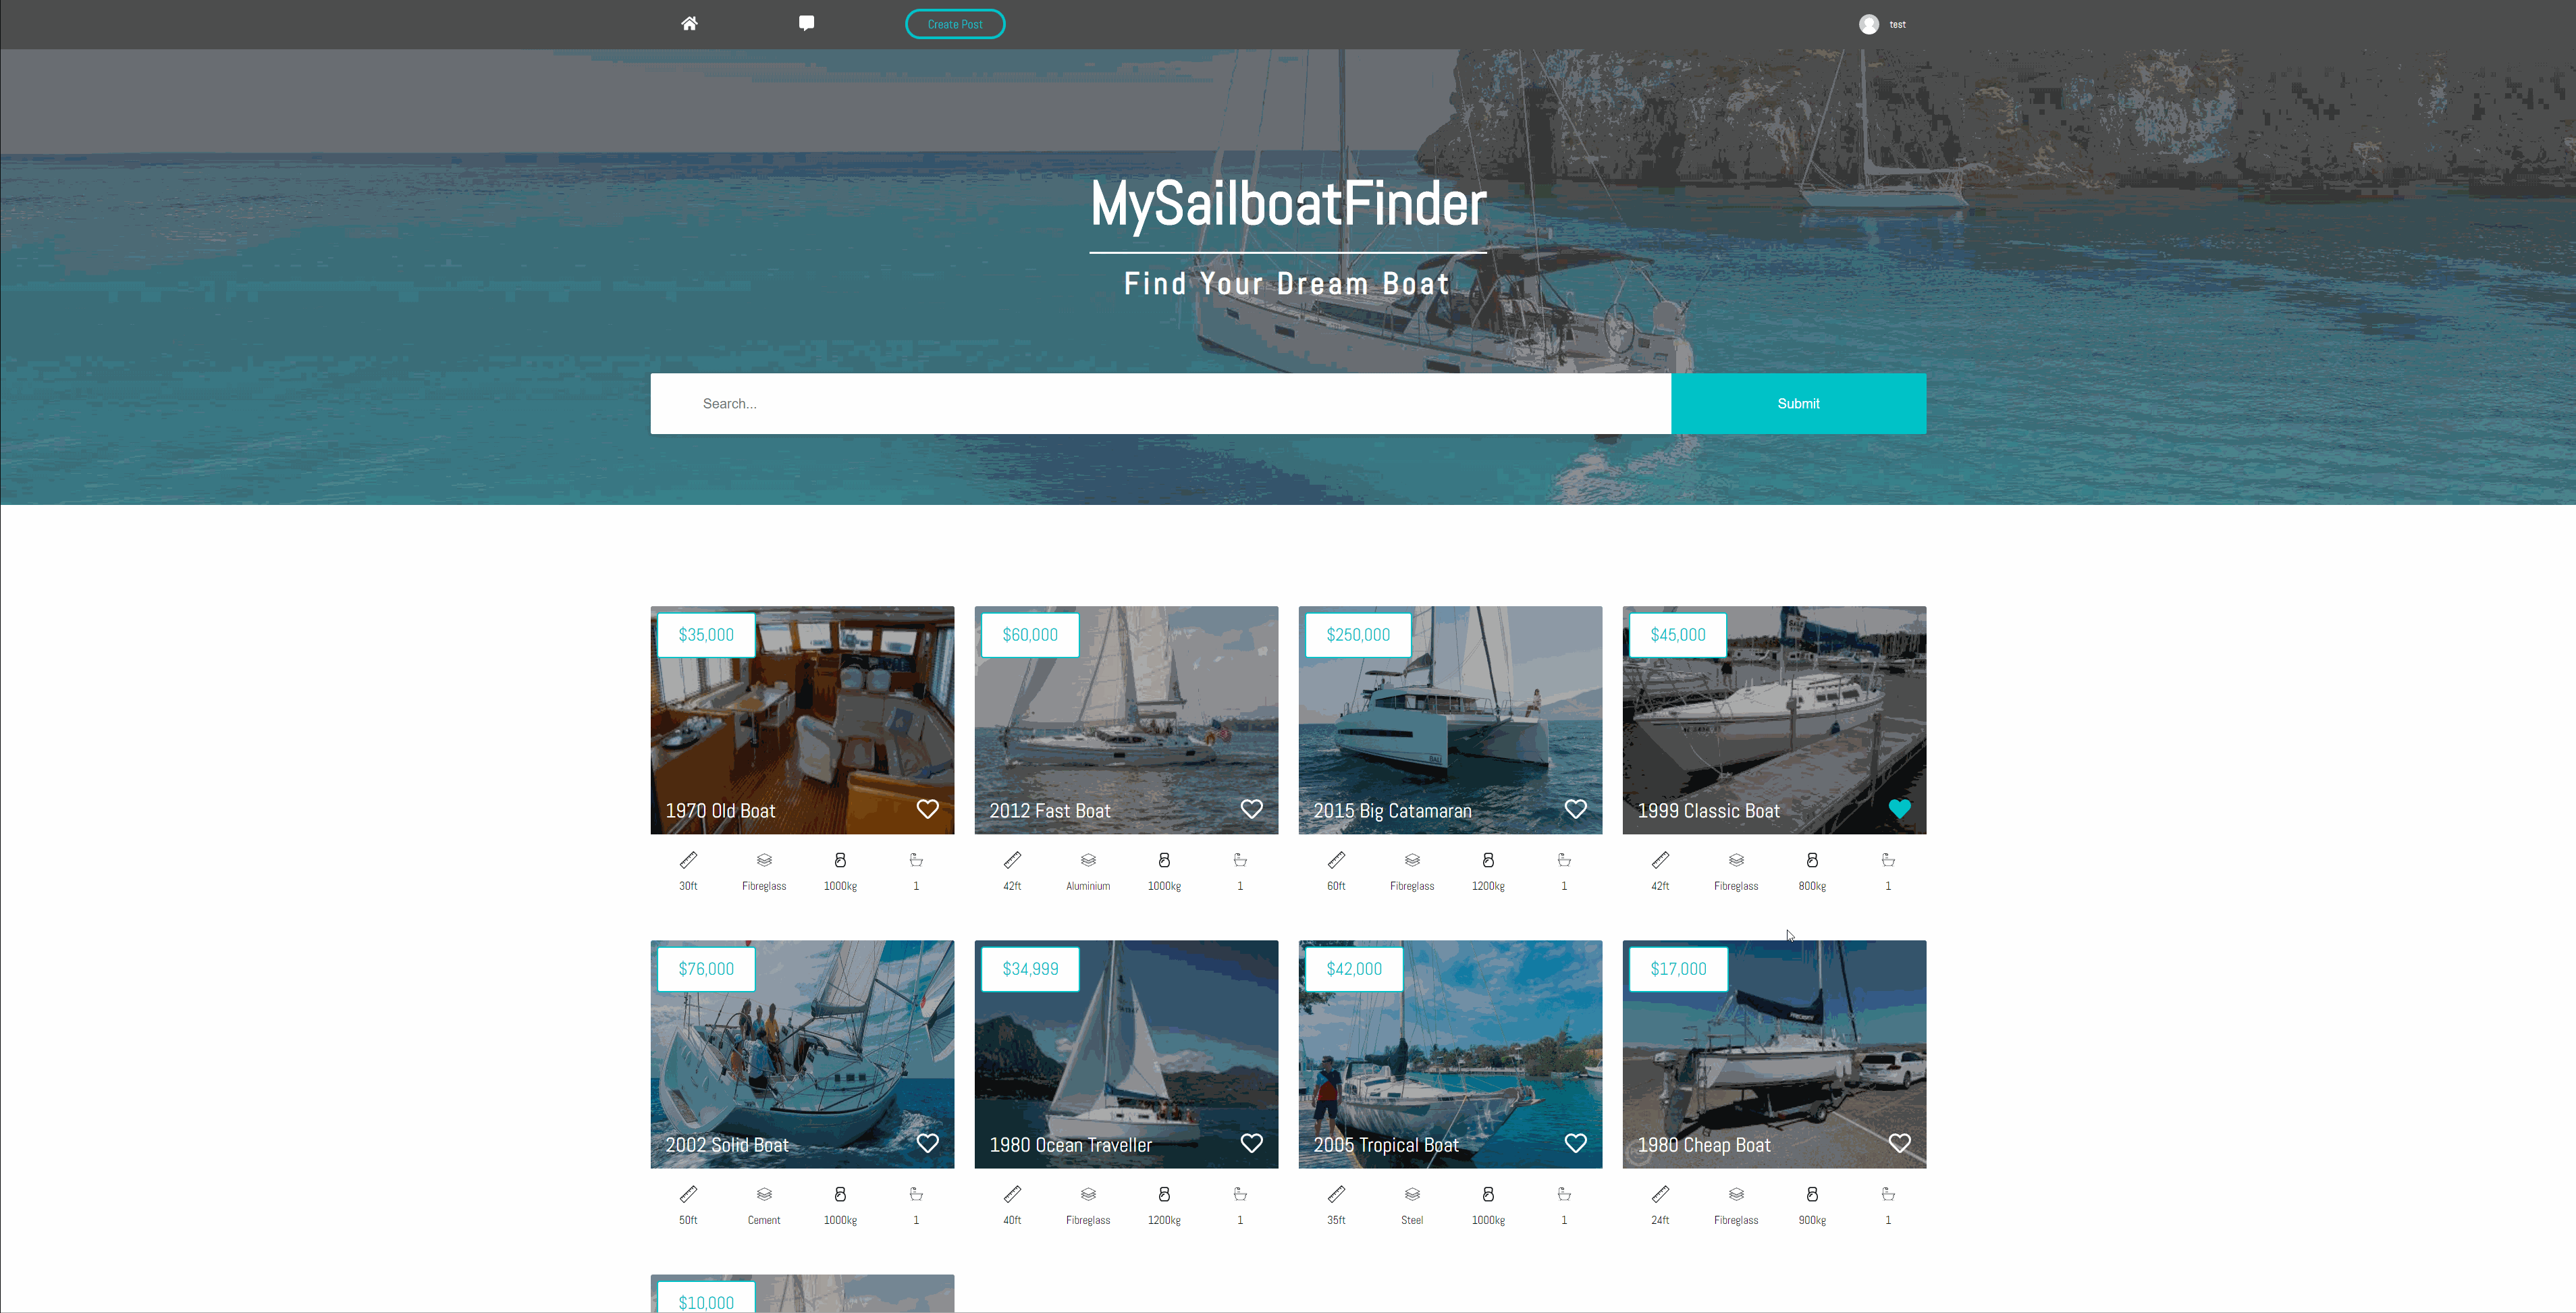 Create Post
test
MySailboatFinder
Find Your Dream Boat
Search...
Submit
$35,000
$60,000
$250,000
$45,000
1970 Old Boat
2012 Fast Boat
2015 Big Catamaran
1999 Classic Boat
30ft Fibreglass 1000kg 1
42ft Aluminium 1000kg 1
60ft Fibreglass 1200kg 1
42ft Fibreglass 800kg 1
$76,000
$34,999
$42,000
$17,000
2002 Solid Boat
1980 Ocean Traveller
2005 Tropical Boat
1980 Cheap Boat
50ft Cement 1000kg 1
40ft Fibreglass 1200kg 1
35ft Steel 1000kg 1
24ft Fibreglass 900kg 1
$10,000